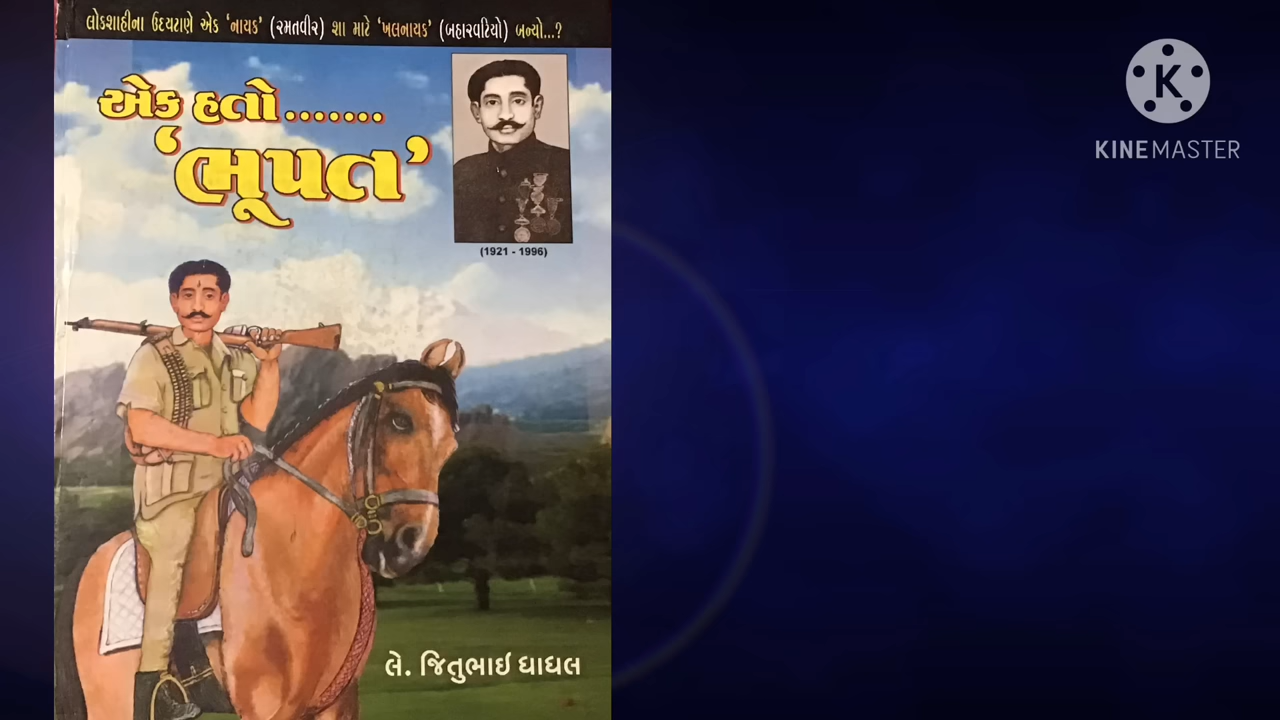 લોકશાહીના ઉદયટાણે એક ‘નાયક’ (રમતવીર) શા માટે ‘ખલનાયક’ (બહારવટિયો) બન્યો...?
એક હતો.......
‘ભૂપત’
(1921 - 1996)
લે. જિતુભાઇ ધાધલ
K
KINEMASTER